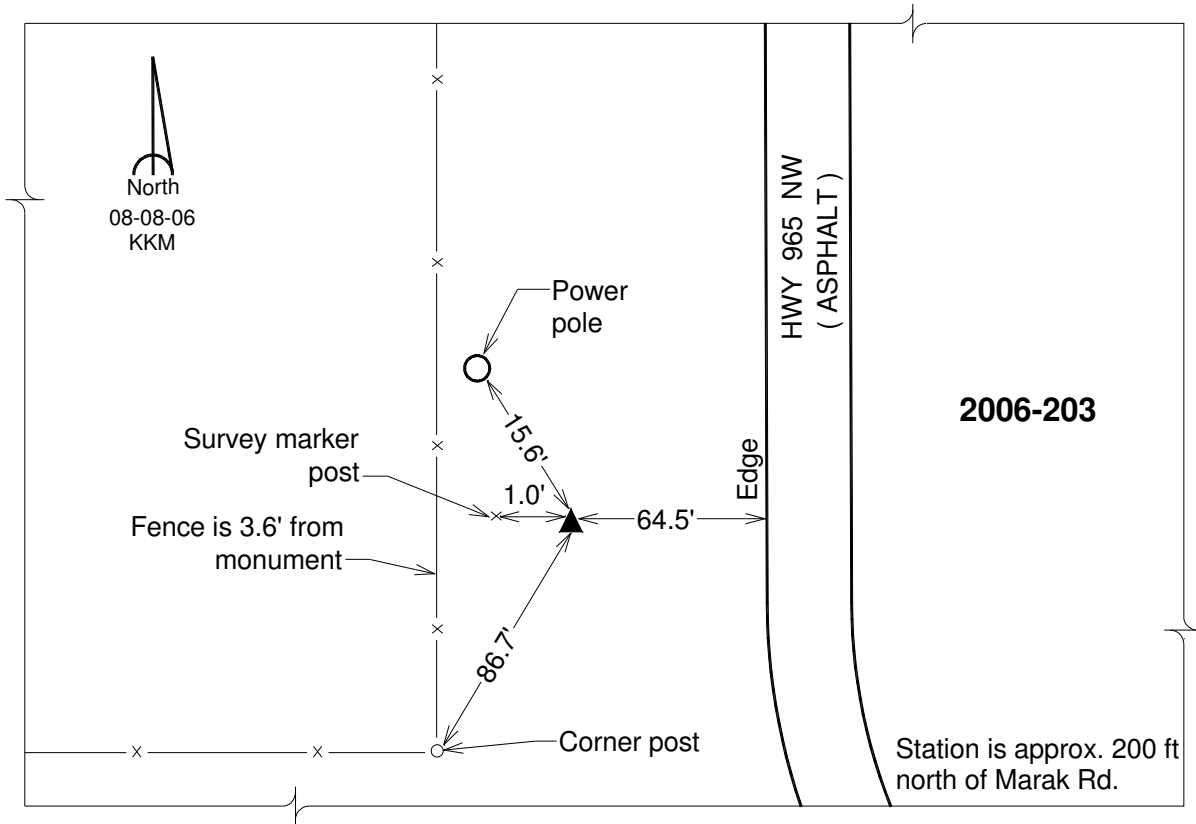 North
08-08-06
KKM
HWY 965 NW
( ASPHALT )
Power
pole
2006-203
15.6'
Survey marker
post
1.0'
Edge
Fence is 3.6' from
monument
64.5'
86.7'
Corner post
Station is approx. 200 ft
north of Marak Rd.